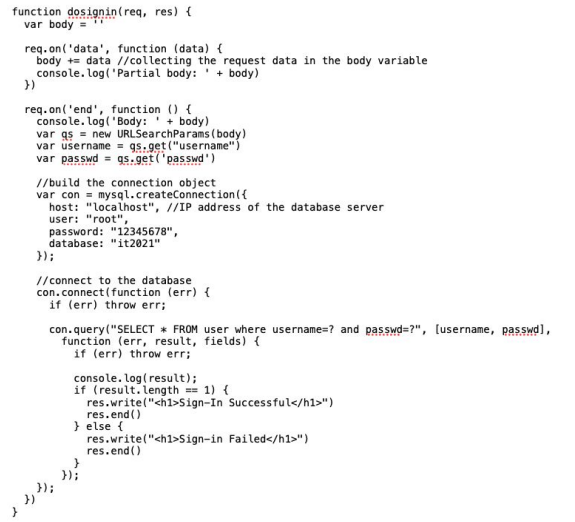 function dosignin(req, res) {
  var body = ''

  req.on('data', function (data) {
    body += data //collecting the request data in the body variable
    console.log('Partial body: ' + body)
  })

  req.on('end', function () {
    console.log('Body: ' + body)
    var qs = new URLSearchParams(body)
    var username = qs.get("username")
    var passwd = qs.get('passwd')

    //build the connection object
    var con = mysql.createConnection({
      host: "localhost", //IP address of the database server
      user: "root",
      password: "12345678",
      database: "it2021"
    });

    //connect to the database
    con.connect(function (err) {
      if (err) throw err;

      con.query("SELECT * FROM user where username=? and passwd=?", [username, passwd],
        function (err, result, fields) {
          if (err) throw err;

          console.log(result);
          if (result.length == 1) {
            res.write("<h1>Sign-In Successful</h1>")
            res.end()
          } else {
            res.write("<h1>Sign-in Failed</h1>")
            res.end()
          }
        });
    });
  })
}